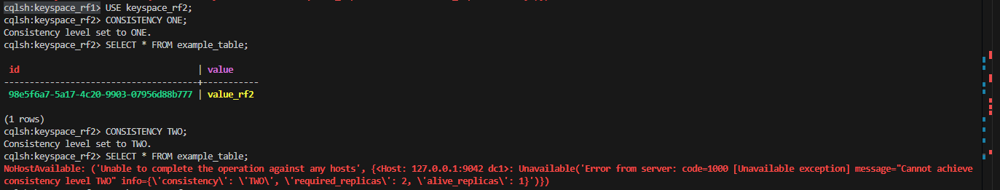 cqlsh:keyspace_rf1> USE keyspace_rf2;
cqlsh:keyspace_rf2> CONSISTENCY ONE;
Consistency level set to ONE.
cqlsh:keyspace_rf2> SELECT * FROM example_table;
 id                                   | value
--------------------------------------+-----------
 98e5f6a7-5a17-4c20-9903-07956d88b777 | value_rf2
(1 rows)
cqlsh:keyspace_rf2> CONSISTENCY TWO;
Consistency level set to TWO.
cqlsh:keyspace_rf2> SELECT * FROM example_table;
NoHostAvailable: ('Unable to complete the operation against any hosts', {<Host: 127.0.0.1:9042 dc1>: Unavailable('Error from server: code=1000 [Unavailable exception] message="Cannot achieve
consistency level TWO" info={\'consistency\': \'TWO\', \'required_replicas\': 2, \'alive_replicas\': 1}')})